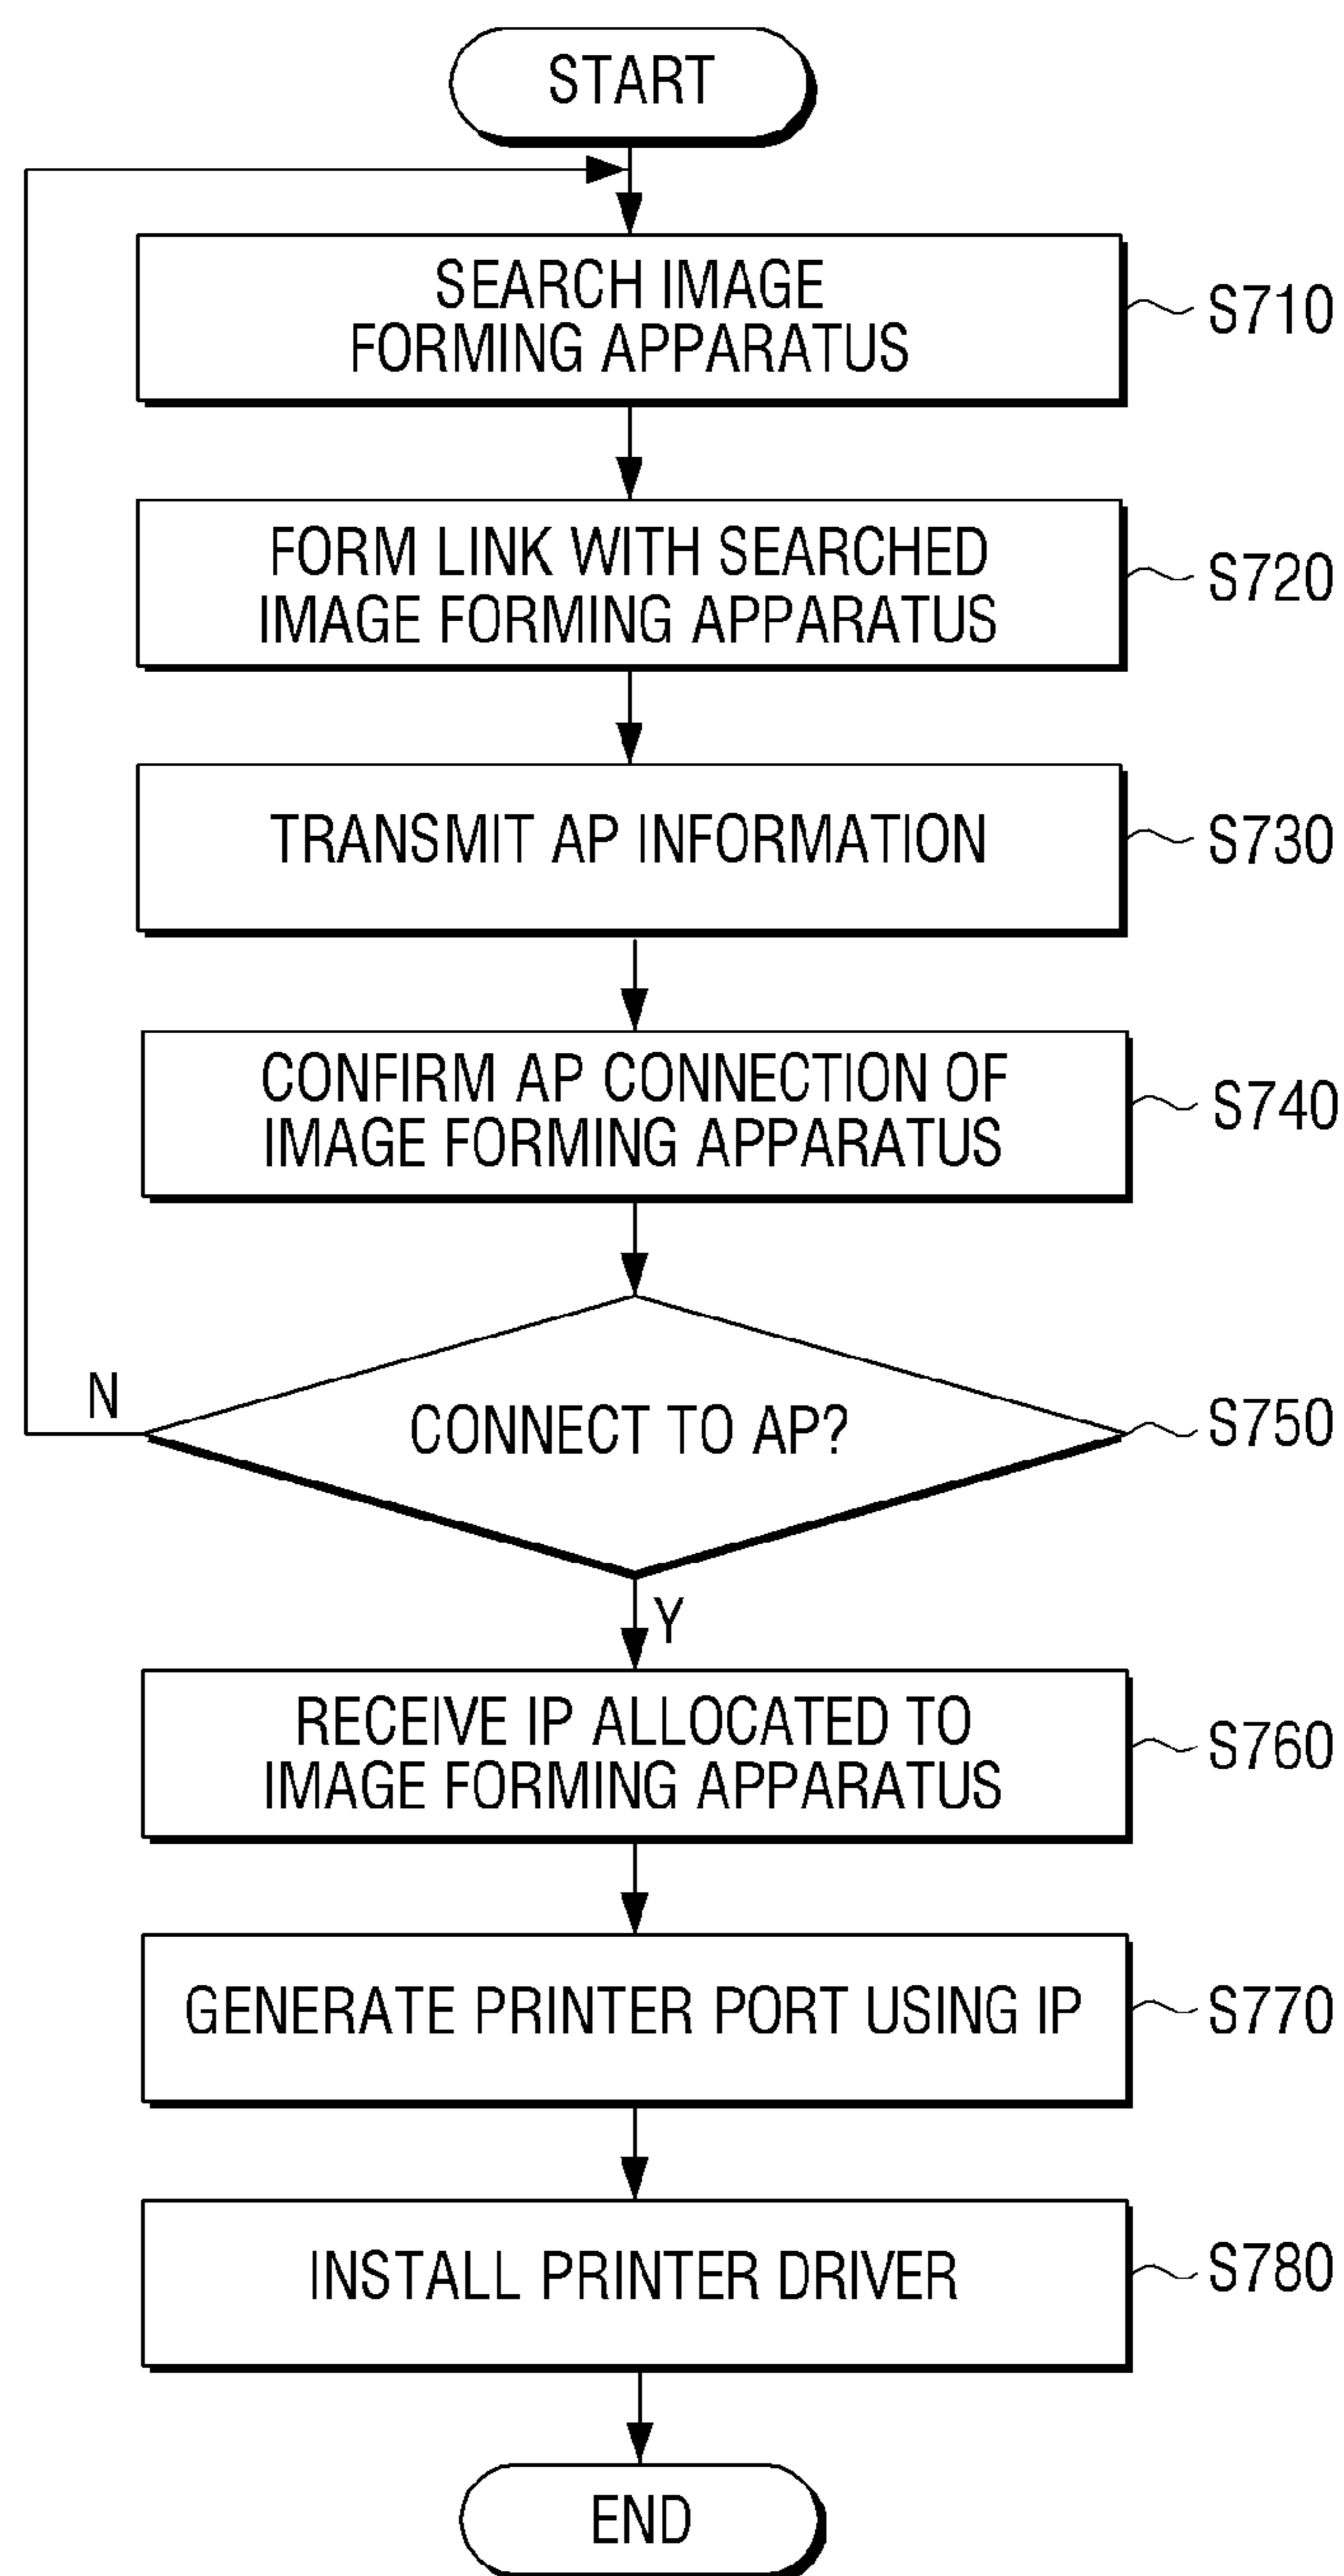 START
SEARCH IMAGE
FORMING APPARATUS
S710
FORM LINK WITH SEARCHED
IMAGE FORMING APPARATUS
S720
TRANSMIT AP INFORMATION
S730
CONFIRM AP CONNECTION OF
IMAGE FORMING APPARATUS
S740
N
CONNECT TO AP?
S750
Y
RECEIVE IP ALLOCATED TO
IMAGE FORMING APPARATUS
S760
GENERATE PRINTER PORT USING IP
S770
INSTALL PRINTER DRIVER
S780
END